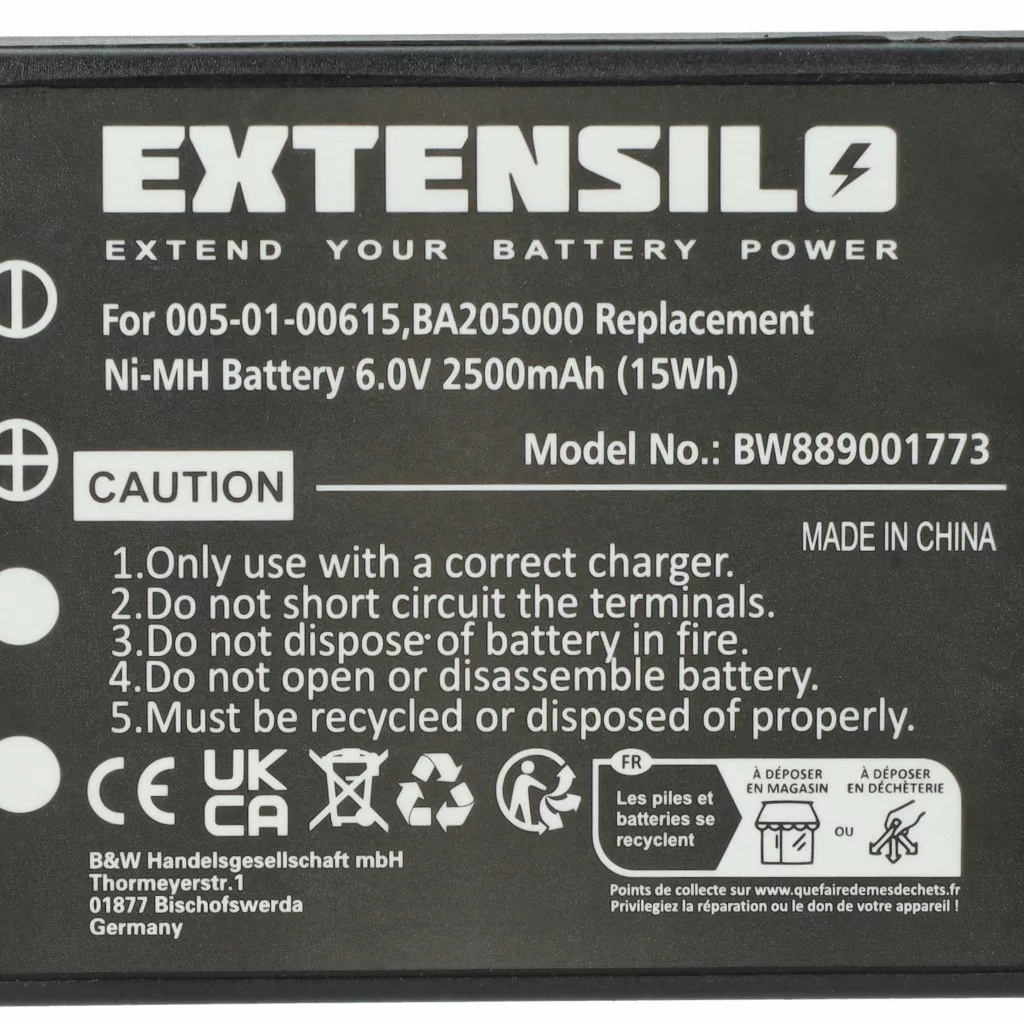 EXTENSILO
EXTEND YOUR BATTERY POWER
For 005-01-00615,BA205000 Replacement
Ni-MH Battery 6.0V 2500mAh (15Wh)
Model No.: BW889001773
CAUTION
MADE IN CHINA
1.Only use with a correct charger.
2.Do not short circuit the terminals.
3.Do not dispose of battery in fire.
4.Do not open or disassemble battery.
5.Must be recycled or disposed of properly.
CE
UK
CA
B&W Handelsgesellschaft mbH
Thormeyerstr.1
01877 Bischofswerda
Germany
FR
Les piles et
batteries se
recyclent
À DÉPOSER
EN MAGASIN
OU
À DÉPOSER
EN DÉCHÈTERIE
Points de collecte sur www.quefairedemesdechets.fr
Privilegiez la réparation ou le don de votre appareil !